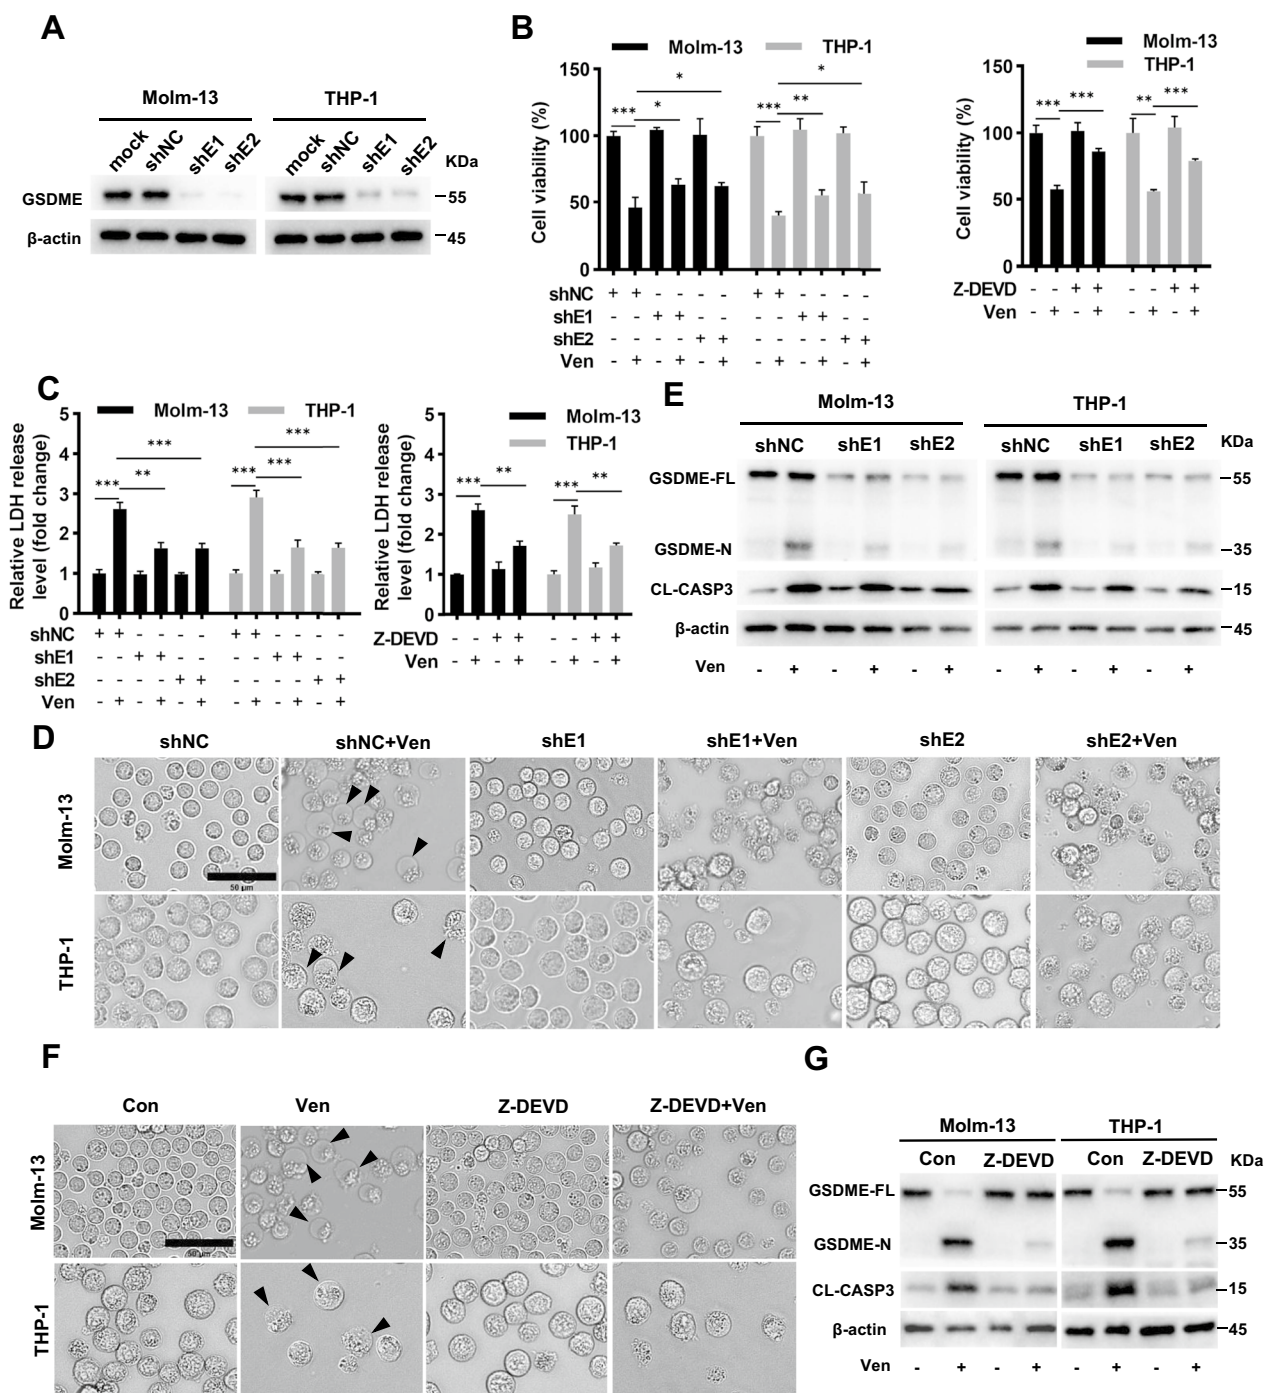 A
Molm-13 THP-1
mock shNC shE1 shE2 mock shNC shE1 shE2 KDa
GSDME 55
β-actin 45
B
Molm-13 THP-1
Cell viability (%)
150
100
50
0
*** * * *** ** *
shNC + + - - - - + + - - - -
shE1 - - + + - - - - + + - -
shE2 - - - - + + - - - - + +
Ven - + - + - + - + - + - +
Molm-13
THP-1
Cell viability (%)
150
100
50
0
*** *** ** ***
Z-DEVD - - + + - - + +
Ven - + - + - + - +
C
Molm-13 THP-1
Relative LDH release
level (fold change)
5
4
3
2
1
0
*** ** *** *** *** ***
shNC + + - - - - + + - - - -
shE1 - - + + - - - - + + - -
shE2 - - - - + + - - - - + +
Ven - + - + - + - + - + - +
Molm-13
THP-1
Relative LDH release
level (fold change)
5
4
3
2
1
0
*** ** *** **
Z-DEVD - - + + - - + +
Ven - + - + - + - +
E
Molm-13 THP-1
shNC shE1 shE2 shNC shE1 shE2 KDa
GSDME-FL 55
GSDME-N 35
CL-CASP3 15
β-actin 45
Ven - + - + - + - + - + - +
D
shNC shNC+Ven shE1 shE1+Ven shE2 shE2+Ven
Molm-13
50 μm
THP-1
F
Con Ven Z-DEVD Z-DEVD+Ven
Molm-13
50 μm
THP-1
G
Molm-13 THP-1
Con Z-DEVD Con Z-DEVD KDa
GSDME-FL 55
GSDME-N 35
CL-CASP3 15
β-actin 45
Ven - + - + - + - +